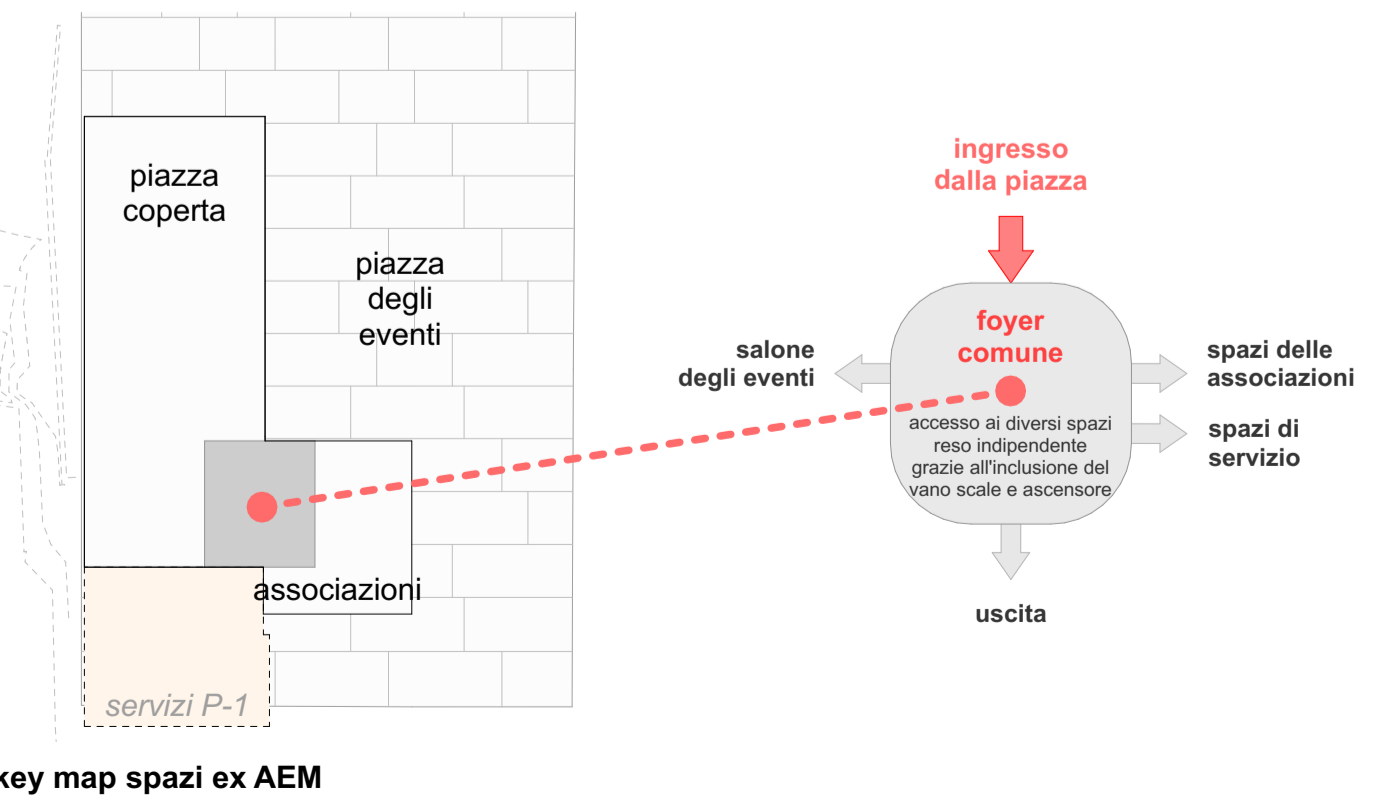 piazza
coperta
piazza
degli
eventi
associazioni
servizi P-1
key map spazi ex AEM
ingresso
dalla piazza
foyer
comune
accesso ai diversi spazi
reso indipendente
grazie all'inclusione del
vano scale e ascensore
salone
degli eventi
spazi delle
associazioni
spazi di
servizio
uscita